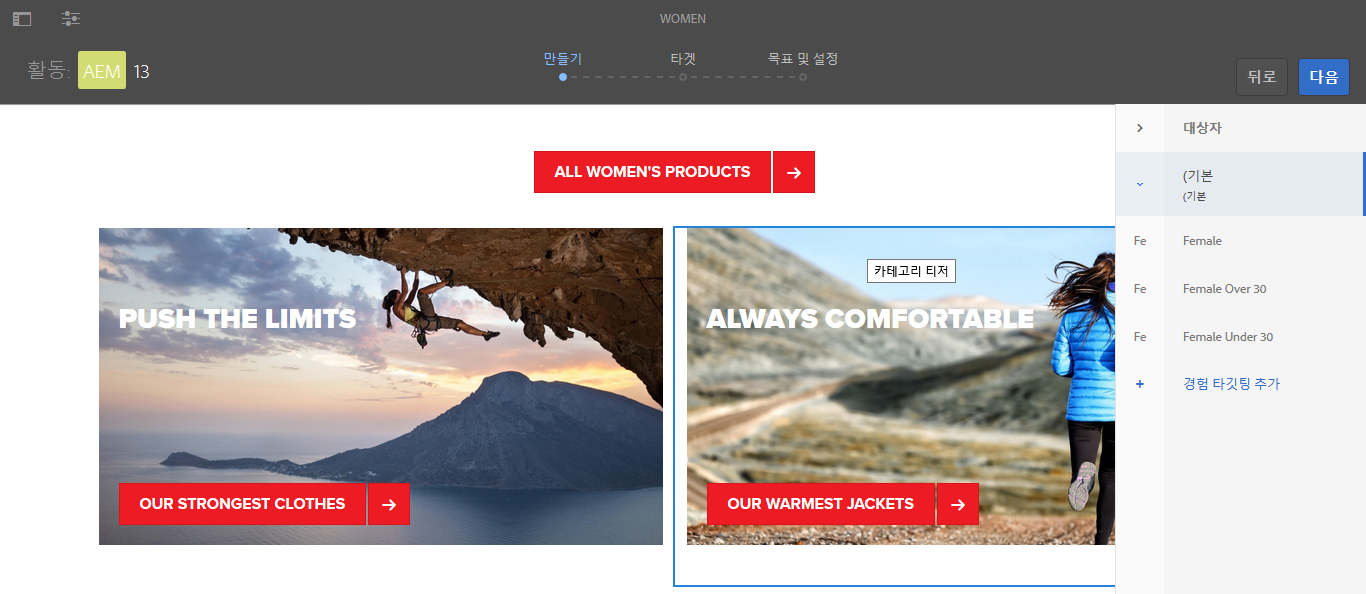 WOMEN
활동: AEM 13
만들기 타겟 목표 및 설정
뒤로 다음
ALL WOMEN'S PRODUCTS
대상자
(기본
(기본
Fe Female
Fe Female Over 30
Fe Female Under 30
+ 경험 타깃팅 추가
PUSH THE LIMITS
OUR STRONGEST CLOTHES
카테고리 티저
ALWAYS COMFORTABLE
OUR WARMEST JACKETS